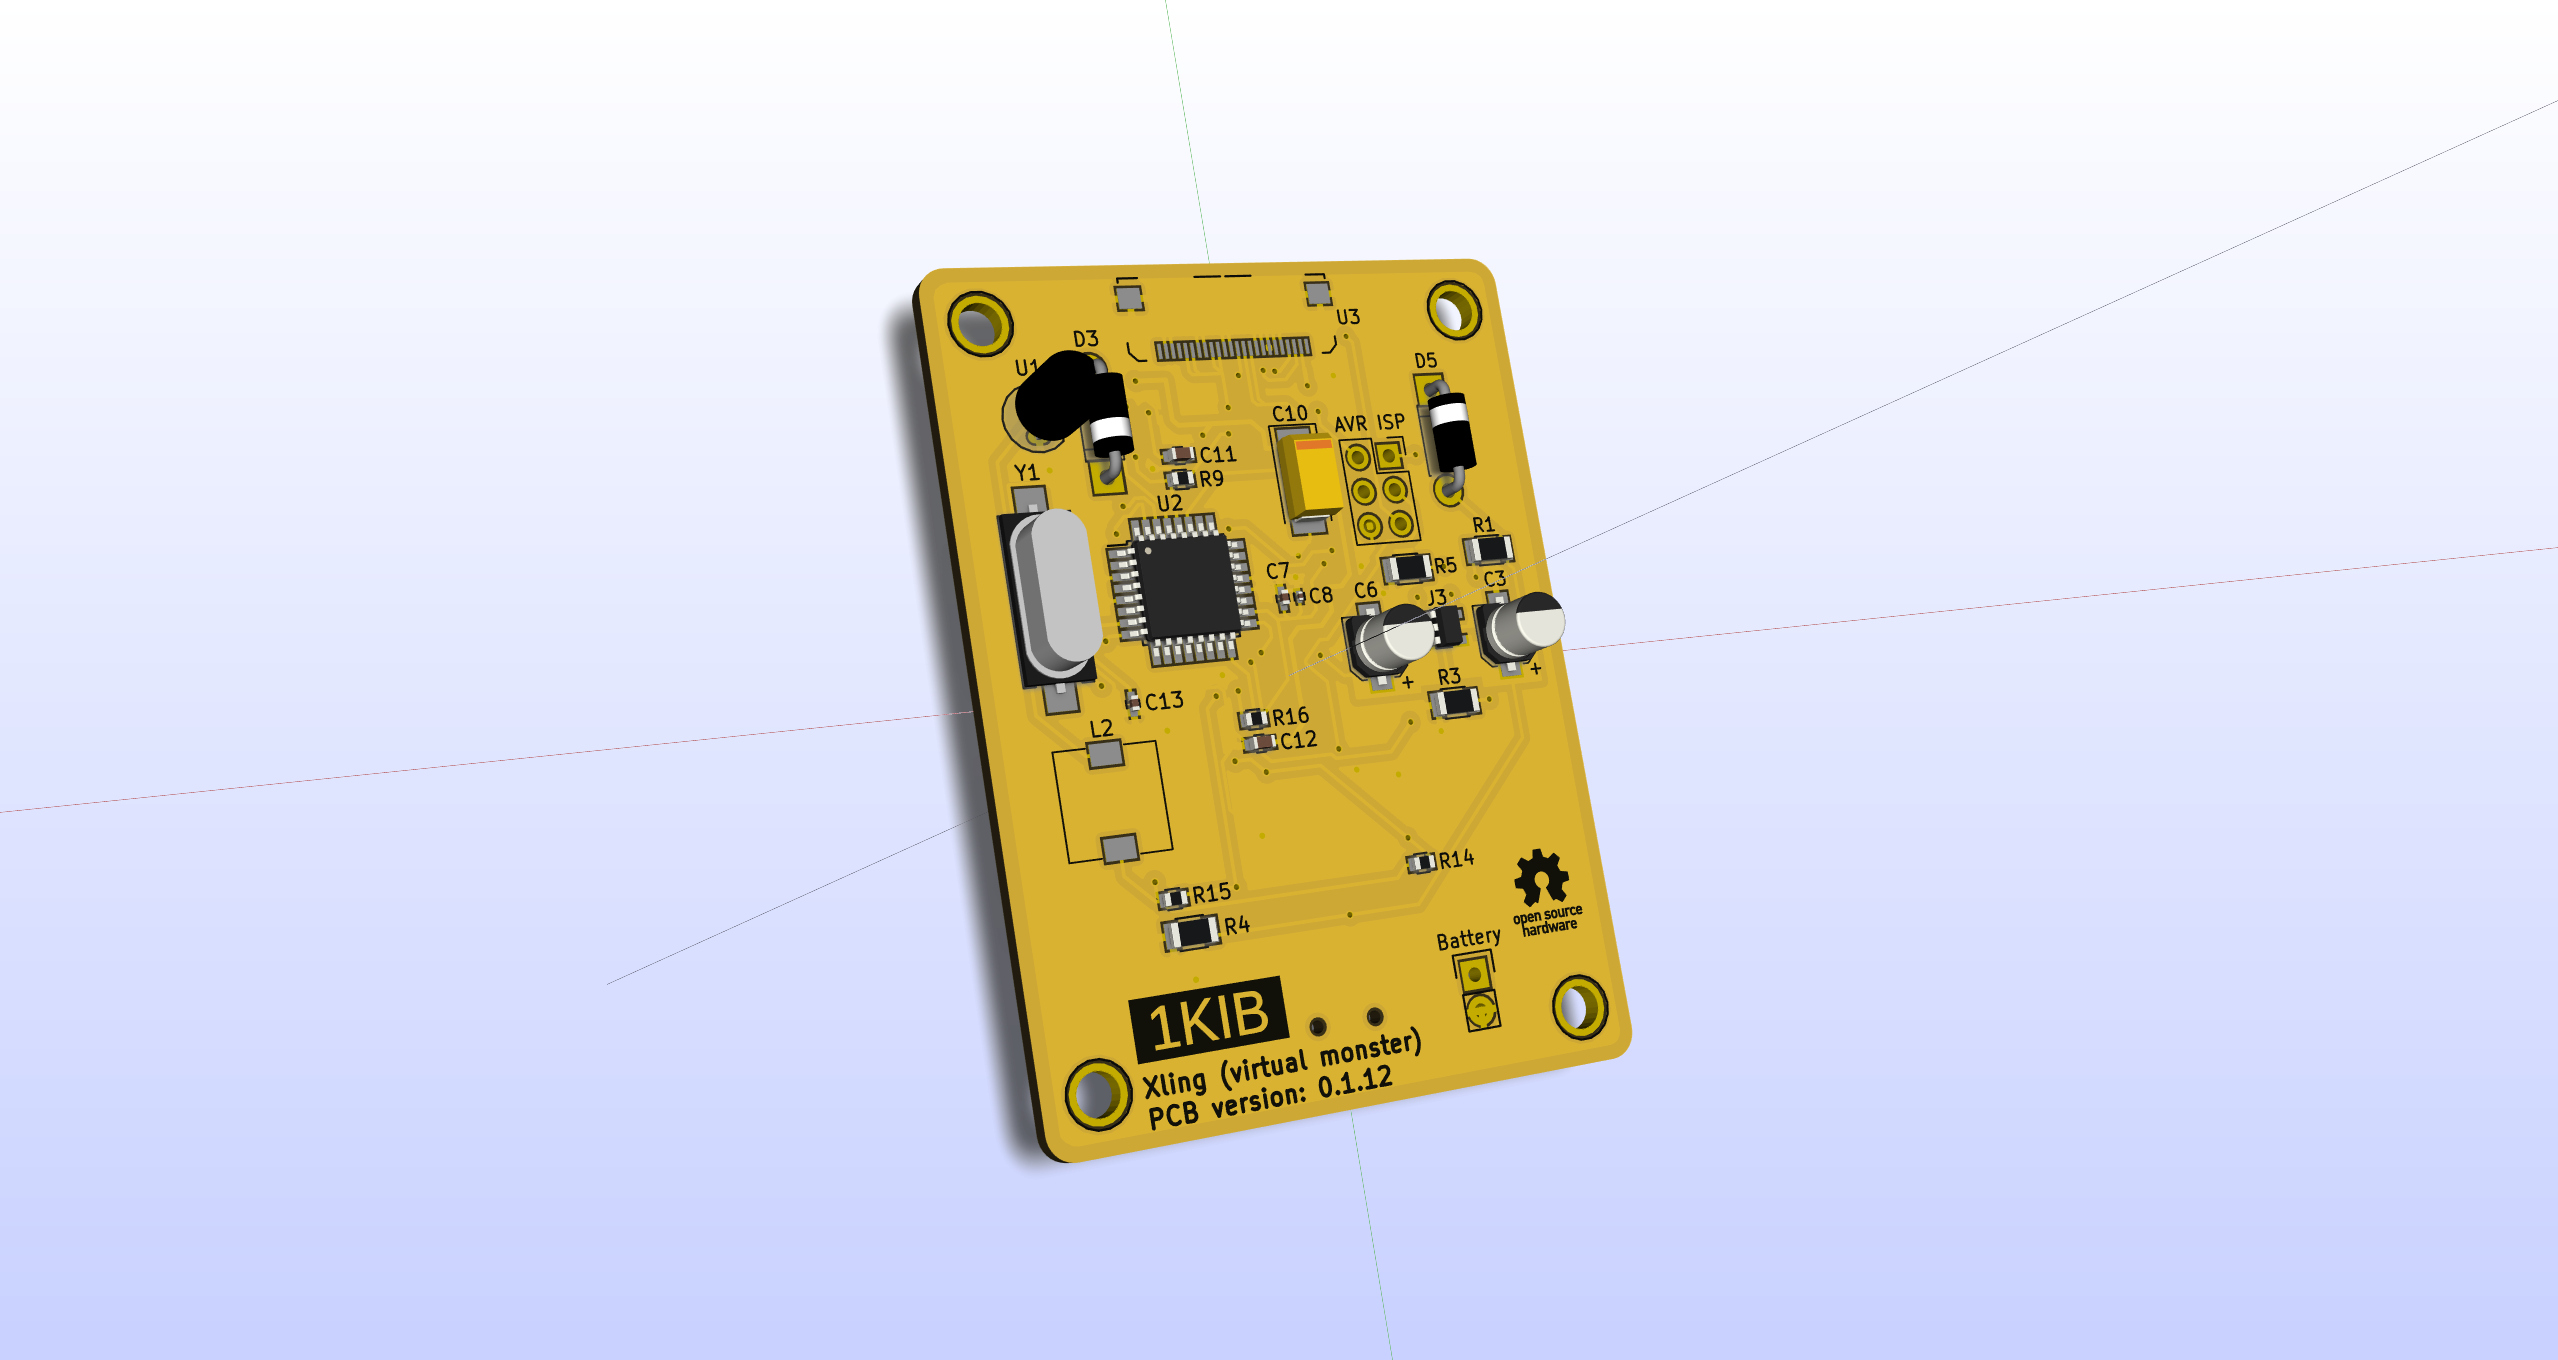 U3
D3
U1
D5
C10
AVR ISP
C11
R9
Y1
U2
R1
R5
C7
C8
C6
J3
C3
+
+
R3
C13
R16
C12
L2
R14
R15
R4
open source
hardware
Battery
1KIB
Xling (virtual monster)
PCB version: 0.1.12